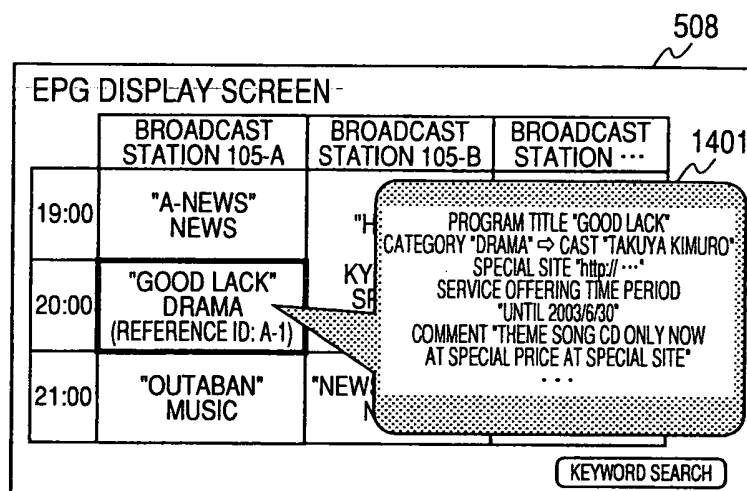 508
EPG DISPLAY SCREEN
BROADCAST
STATION 105-A
BROADCAST
STATION 105-B
BROADCAST
STATION ···
1401
19:00
"A-NEWS"
NEWS
"H
20:00
"GOOD LACK"
DRAMA
(REFERENCE ID: A-1)
KY
SP
21:00
"OUTABAN"
MUSIC
"NEWS
N
PROGRAM TITLE "GOOD LACK"
CATEGORY "DRAMA" ⇨ CAST "TAKUYA KIMURO"
SPECIAL SITE "http:// ···"
SERVICE OFFERING TIME PERIOD
"UNTIL 2003/6/30"
COMMENT "THEME SONG CD ONLY NOW
AT SPECIAL PRICE AT SPECIAL SITE"
···
KEYWORD SEARCH